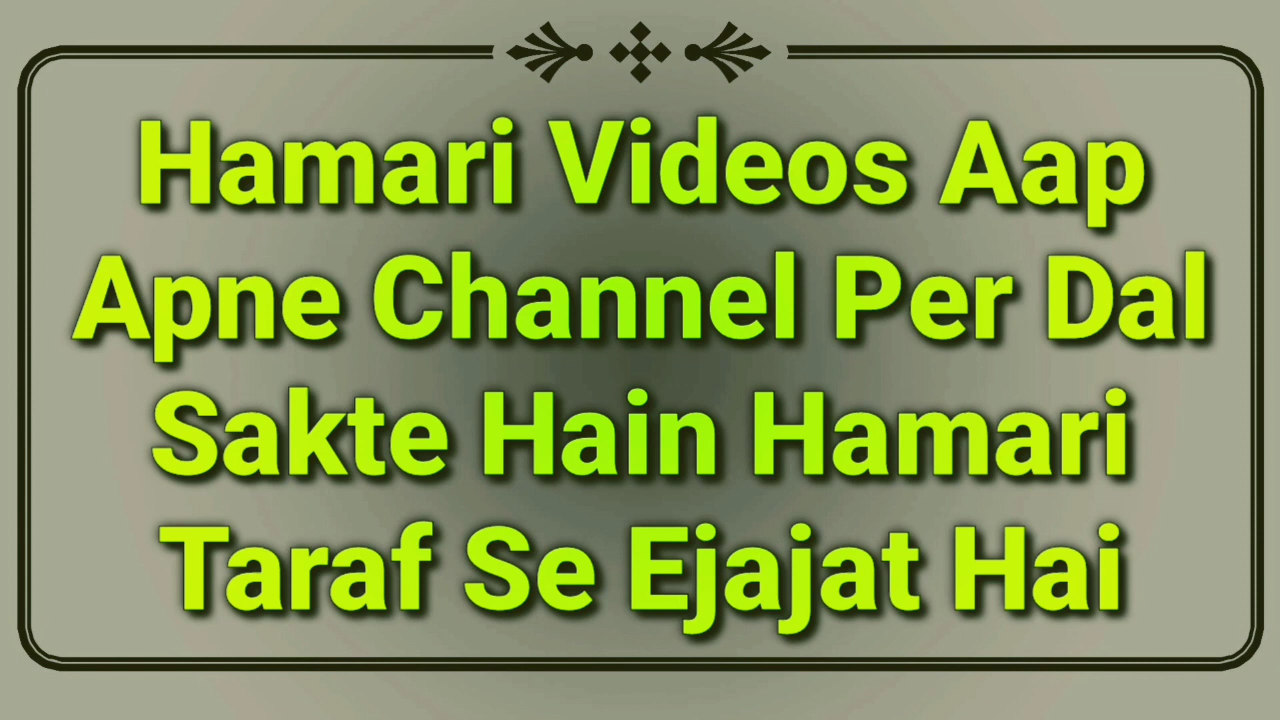 Hamari Videos Aap
Apne Channel Per Dal
Sakte Hain Hamari
Taraf Se Ejajat Hai